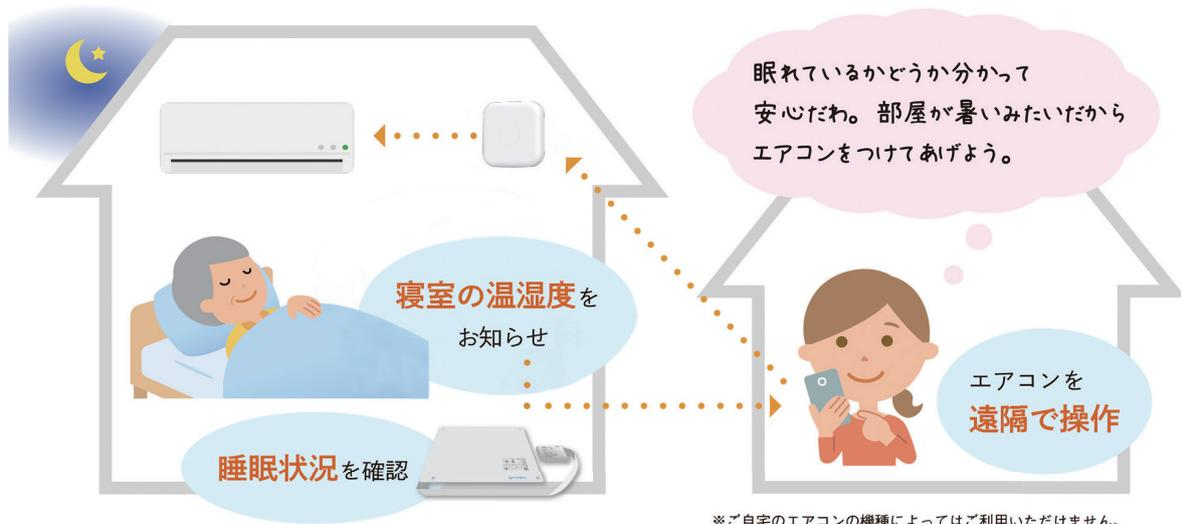 眠れているかどうか分かって
安心だわ。部屋が暑いみたいだから
エアコンをつけてあげよう。
寝室の温湿度を
お知らせ
エアコンを
遠隔で操作
睡眠状況を確認
※ご自宅のエアコンの機種によってはご利用いただけません。